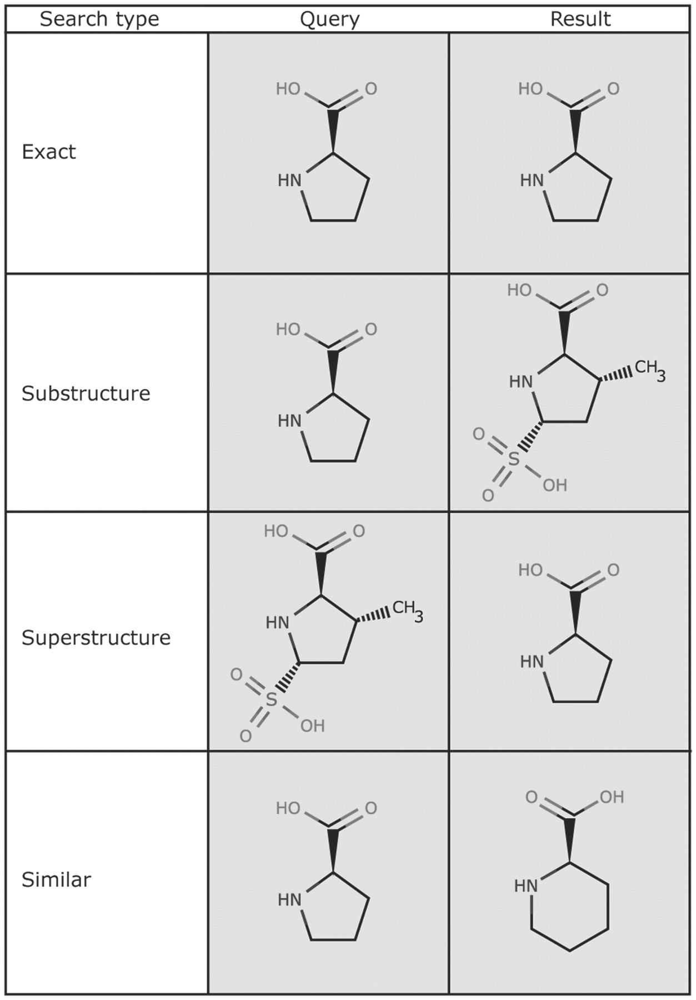 Search type Query Result
HO O HO O
Exact
HN HN
HO O
HO O
CH3
HN
Substructure
HN
O
S
OH
O
HO O
HO O
CH3
HN
Superstructure
HN
O
S
OH
O
O OH
HO O
Similar
HN
HN